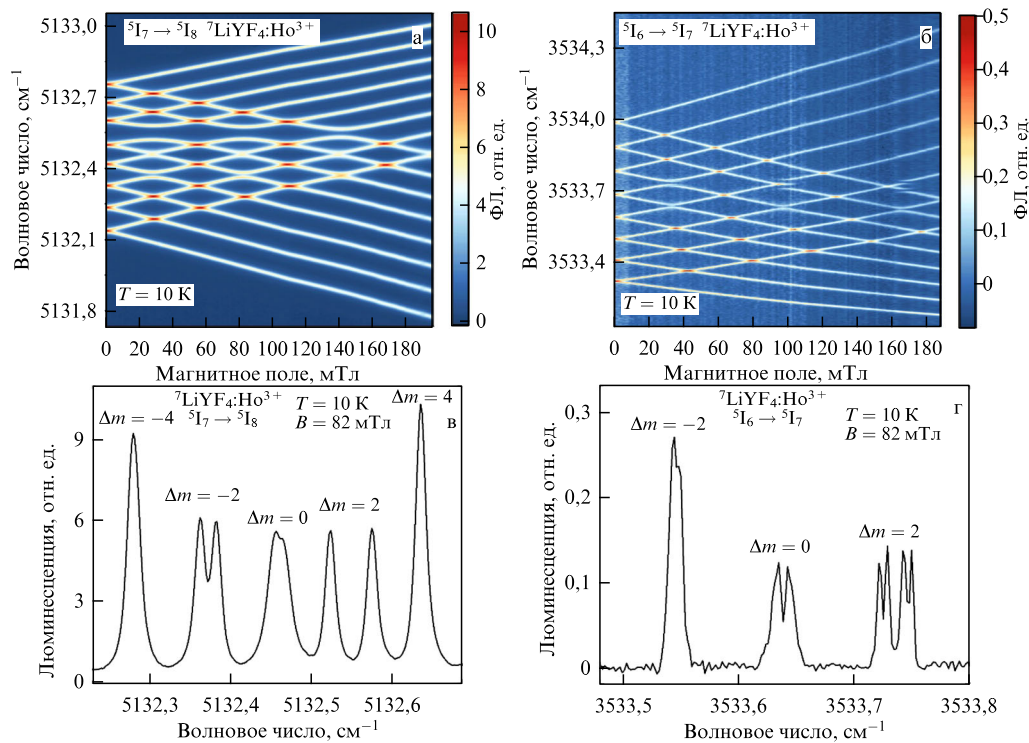 ⁵I₇ → ⁵I₈ ⁷LiYF₄:Ho³⁺
а
T = 10 К
Волновое число, см⁻¹
5133,0
5132,7
5132,4
5132,1
5131,8
0 20 40 60 80 100 120 140 160 180
Магнитное поле, мТл
10
8
6
4
2
0
ФЛ, отн. ед.
⁵I₆ → ⁵I₇ ⁷LiYF₄:Ho³⁺
б
T = 10 К
Волновое число, см⁻¹
3534,3
3534,0
3533,7
3533,4
0 20 40 60 80 100 120 140 160 180
Магнитное поле, мТл
0,5
0,4
0,3
0,2
0,1
0
ФЛ, отн. ед.
⁷LiYF₄:Ho³⁺
⁵I₇ → ⁵I₈
T = 10 К
B = 82 мТл
в
Δm = −4
Δm = −2
Δm = 0
Δm = 2
Δm = 4
Люминесценция, отн. ед.
9
6
3
0
5132,3 5132,4 5132,5 5132,6
Волновое число, см⁻¹
⁷LiYF₄:Ho³⁺
⁵I₆ → ⁵I₇
T = 10 К
B = 82 мТл
г
Δm = −2
Δm = 0
Δm = 2
Люминесценция, отн. ед.
0,3
0,2
0,1
0
3533,5 3533,6 3533,7 3533,8
Волновое число, см⁻¹